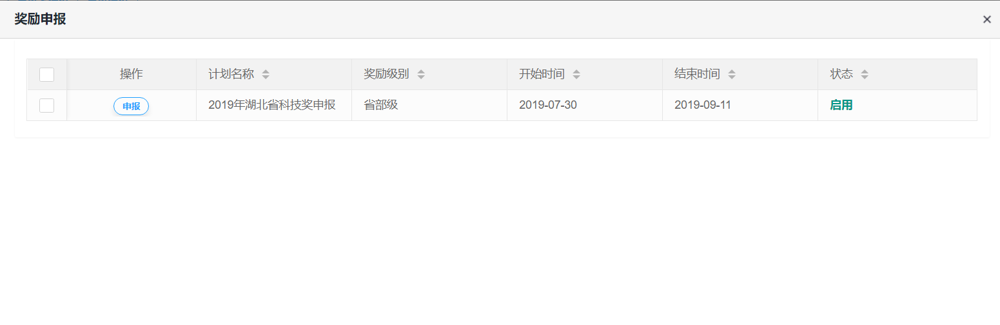 奖励申报
操作 计划名称 奖励级别 开始时间 结束时间 状态
申报 2019年湖北省科技奖申报 省部级 2019-07-30 2019-09-11 启用